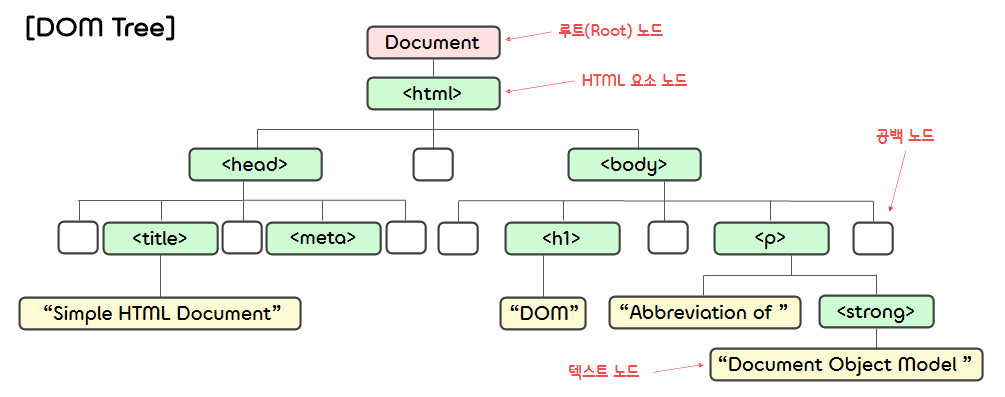 [DOM Tree]
Document
루트(Root) 노드
<html>
HTML 요소 노드
<head>
<body>
공백 노드
<title>
<meta>
<h1>
<p>
“Simple HTML Document”
“DOM”
“Abbreviation of ”
<strong>
텍스트 노드
“Document Object Model ”